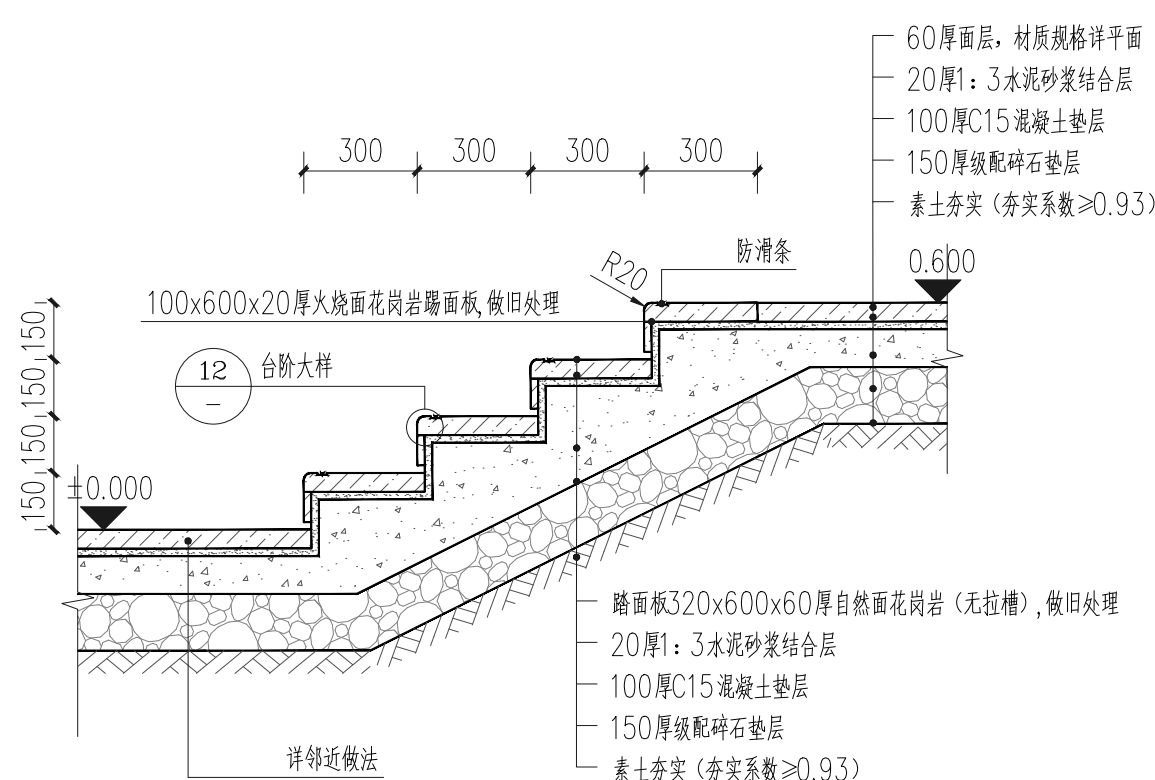 60厚面层，材质规格详平面
20厚1：3水泥砂浆结合层
100厚C15混凝土垫层
150厚级配碎石垫层
素土夯实（夯实系数≥0.93）
300 300 300 300
防滑条
R20
0.600
100x600x20厚火烧面花岗岩踢面板，做旧处理
12
—
台阶大样
150
150
150
150
±0.000
踏面板320x600x60厚自然面花岗岩（无拉槽），做旧处理
20厚1：3水泥砂浆结合层
100厚C15混凝土垫层
150厚级配碎石垫层
素土夯实（夯实系数≥0.93）
详邻近做法